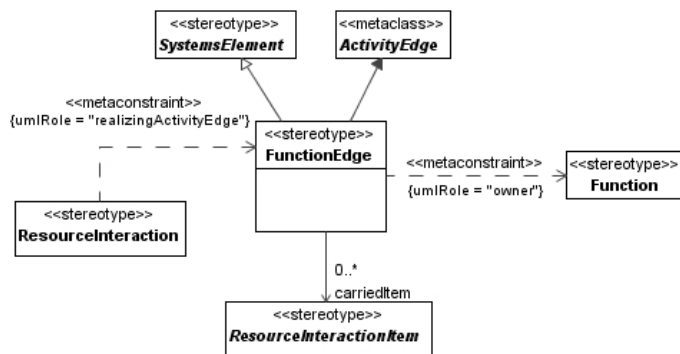 <<stereotype>>
SystemsElement
<<metaclass>>
ActivityEdge
<<metaconstraint>>
{umlRole = "realizingActivityEdge"}
<<stereotype>>
FunctionEdge
<<metaconstraint>>
{umlRole = "owner"}
<<stereotype>>
Function
<<stereotype>>
ResourceInteraction
0..*
carriedItem
<<stereotype>>
ResourceInteractionItem